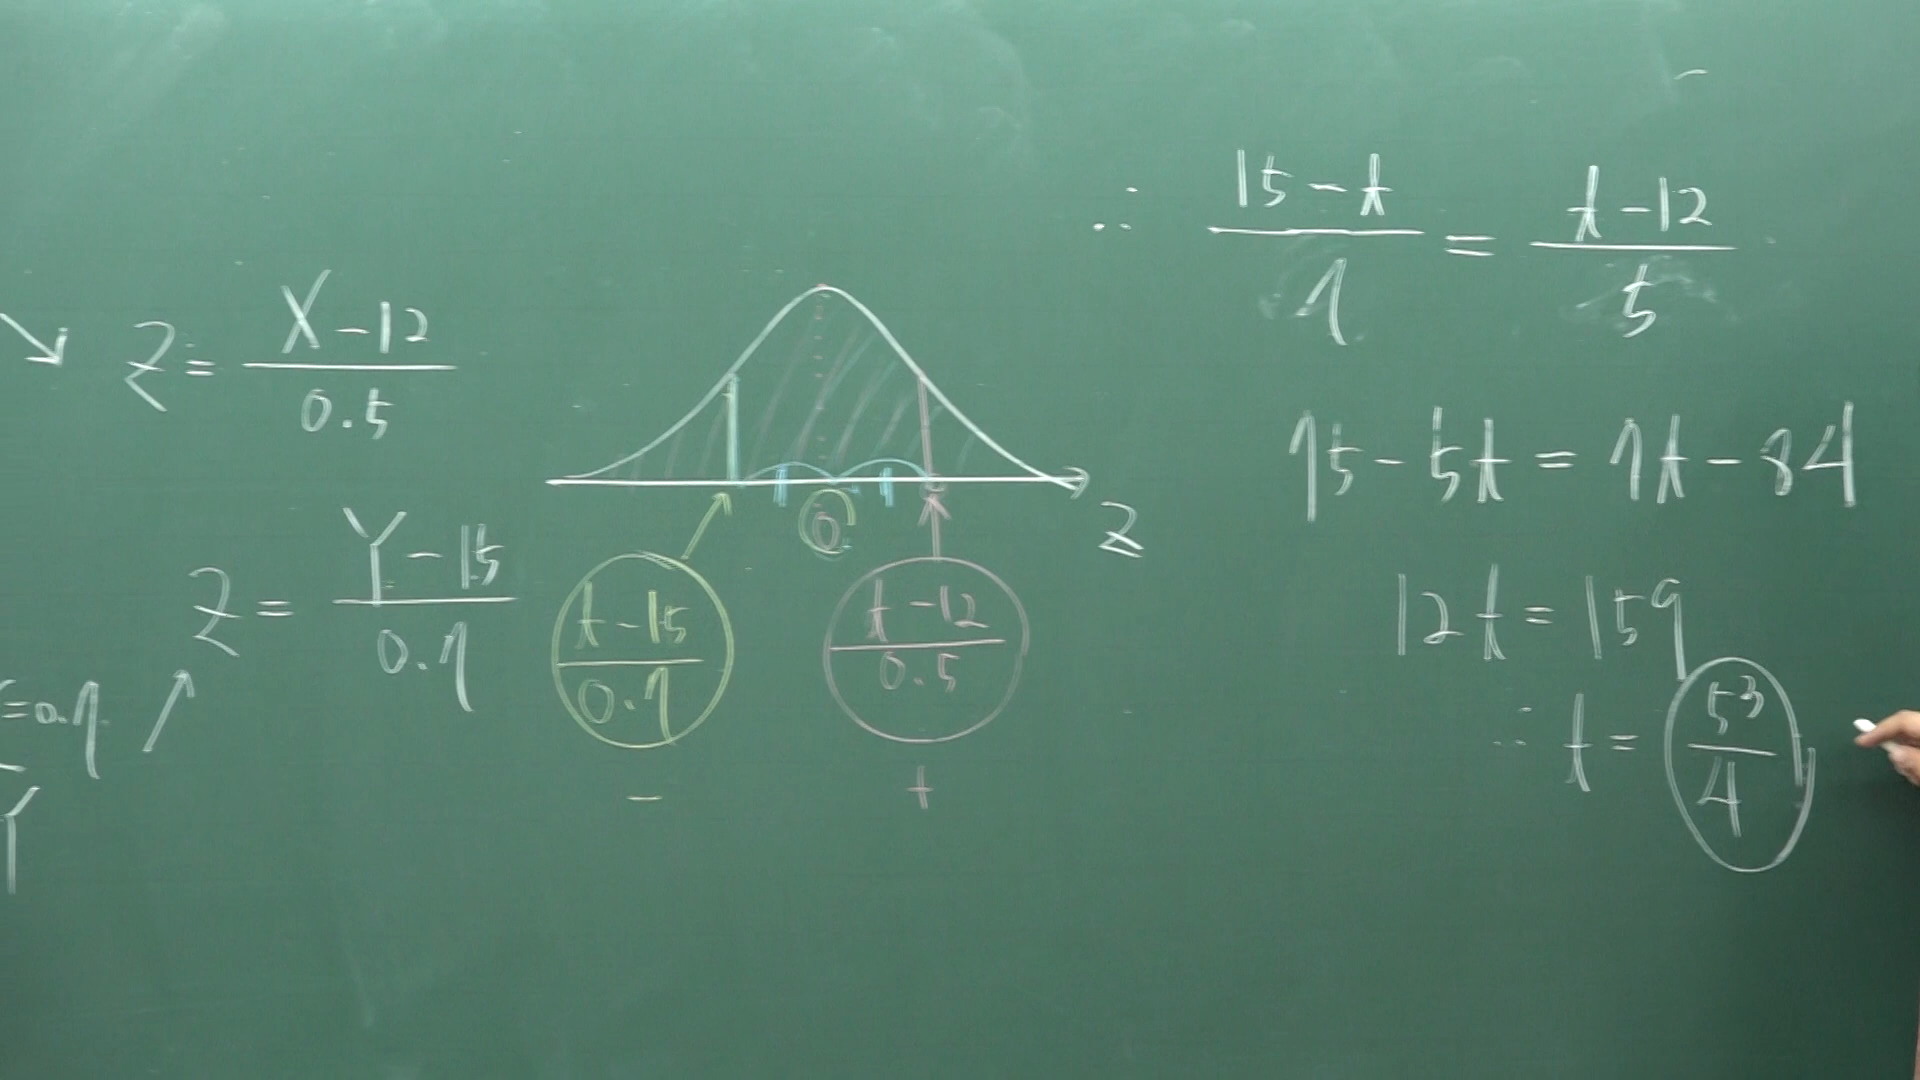 Z = (X-12)/0.5
Z = (Y-15)/0.7
=0.7
Y
0
Z
(t-15)/0.7
(t-12)/0.5
-
+
∴ (15-t)/7 = (t-12)/5
75-5t = 7t-84
12t = 159
∴ t = 53/4